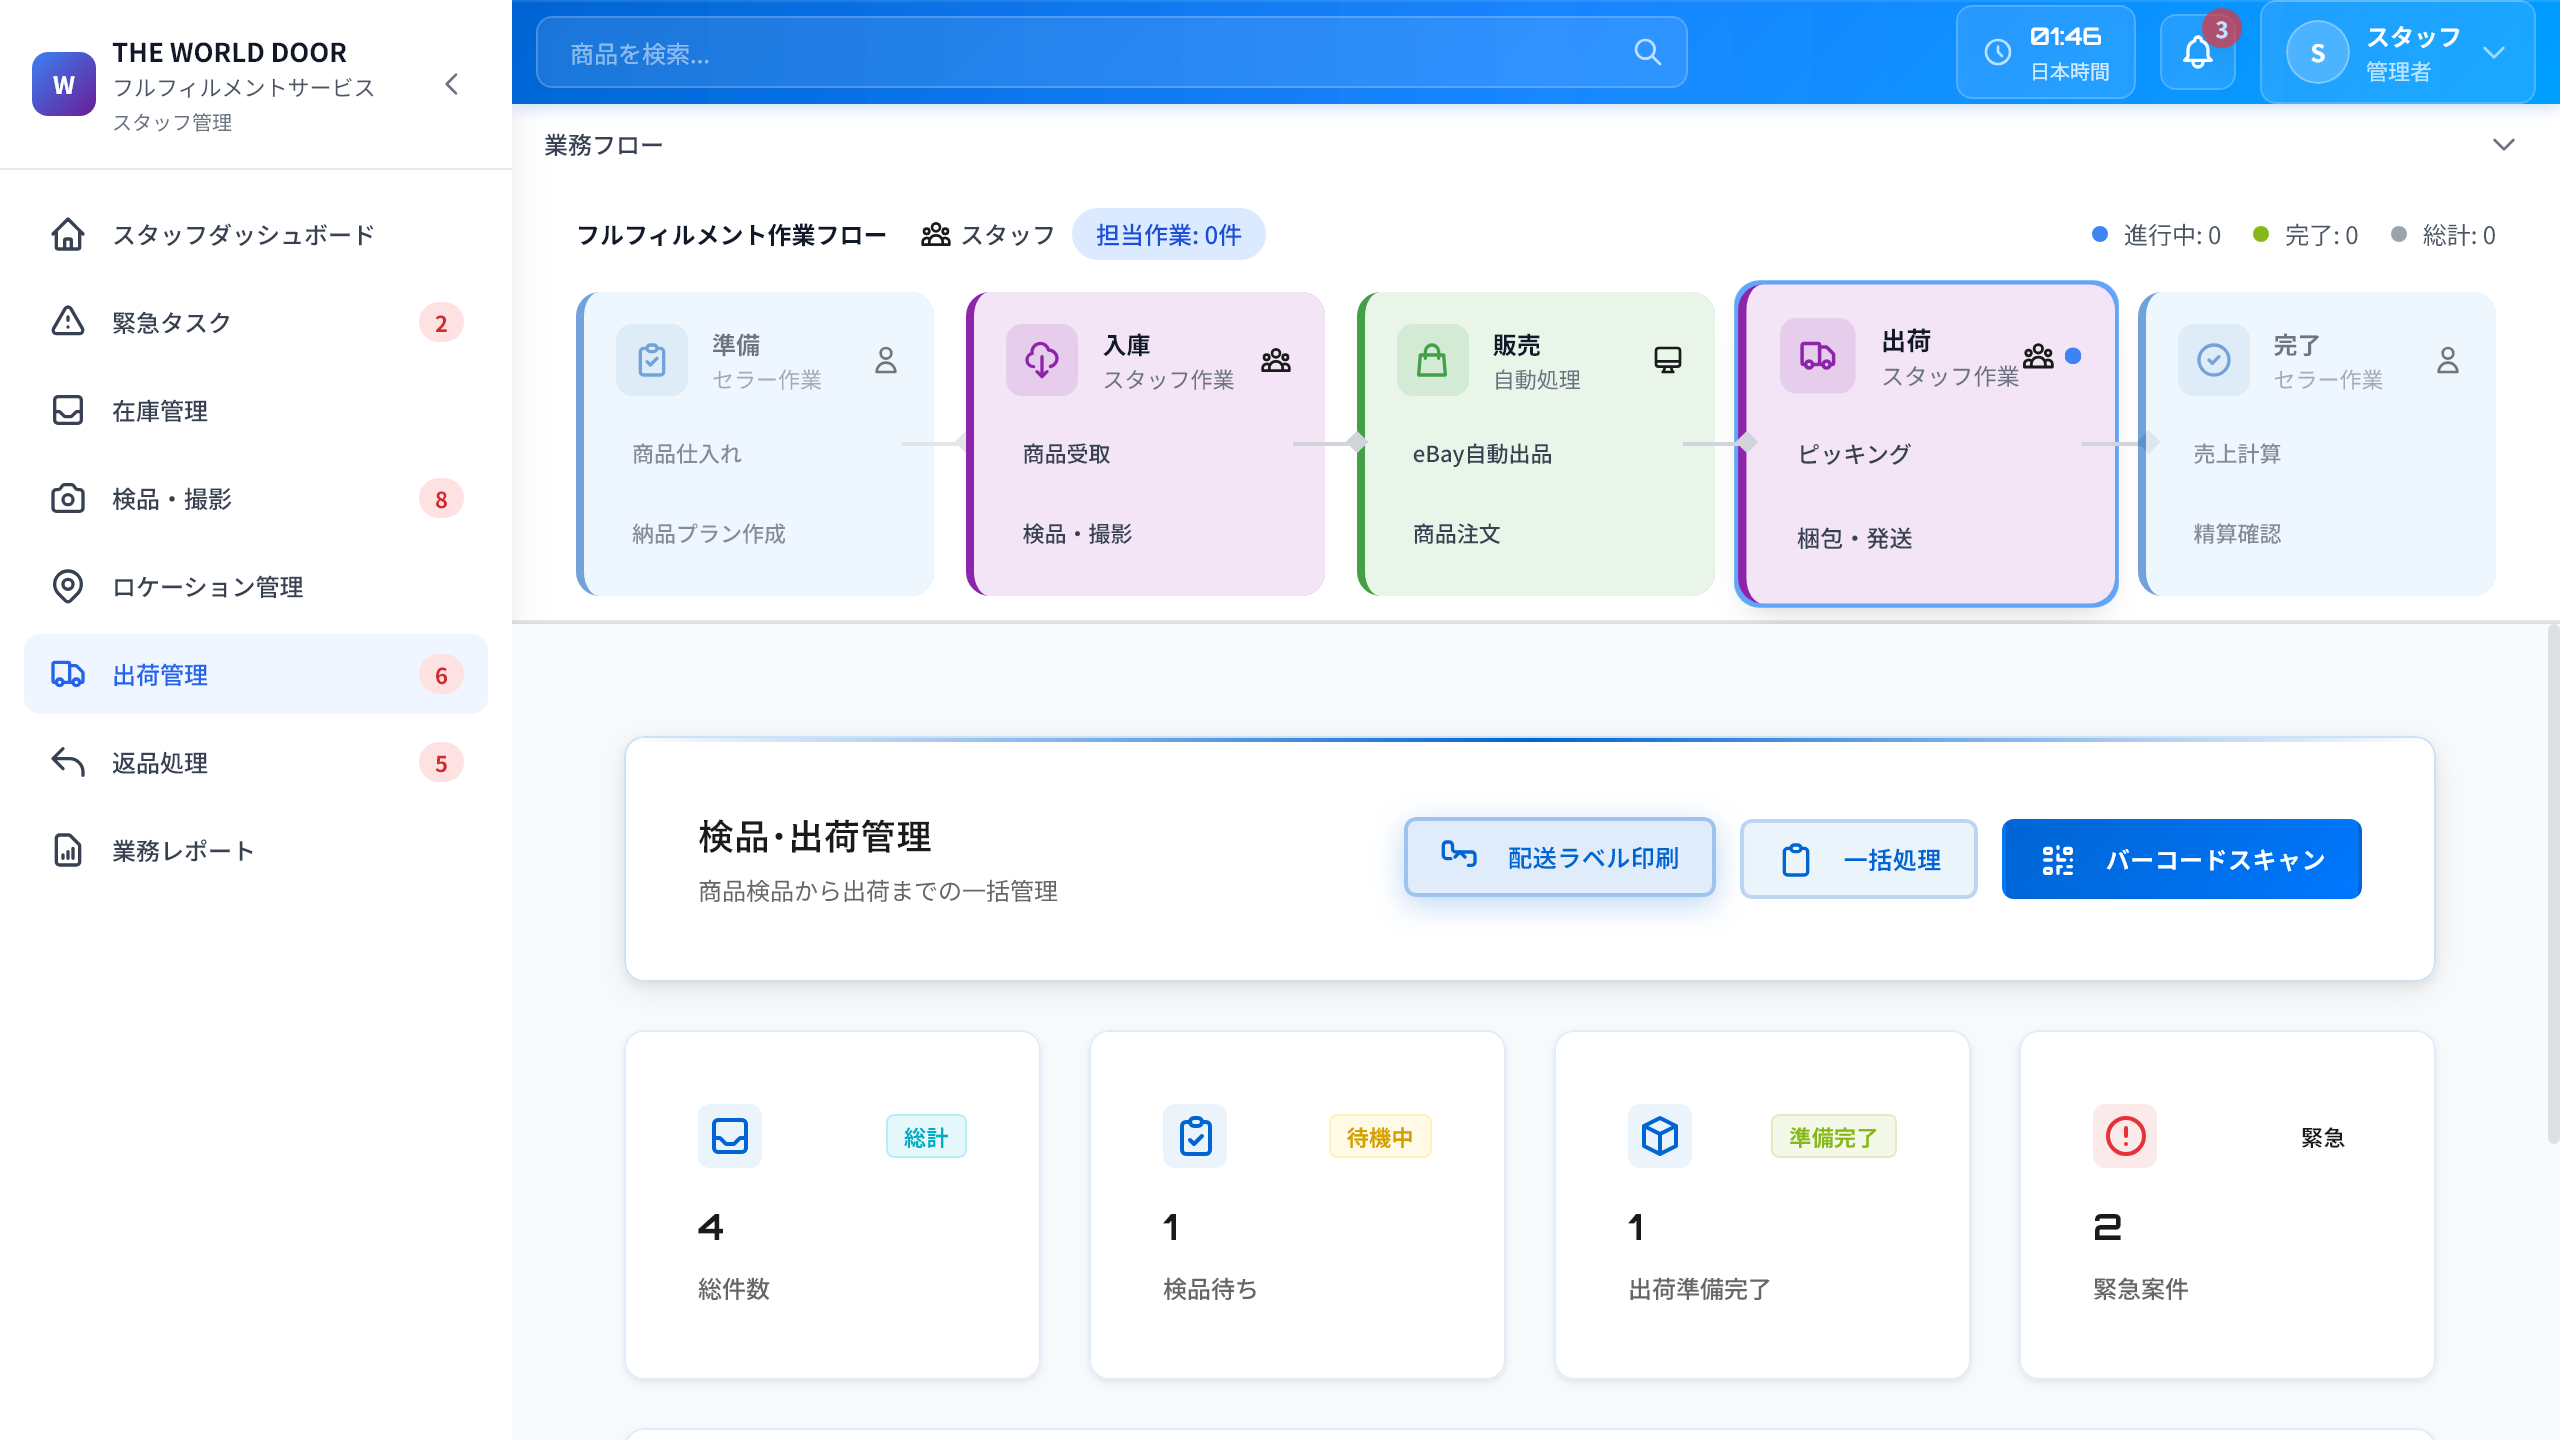 W
THE WORLD DOOR
フルフィルメントサービス
スタッフ管理
スタッフダッシュボード
緊急タスク
2
在庫管理
検品・撮影
8
ロケーション管理
出荷管理
6
返品処理
5
業務レポート
商品を検索...
01:46
日本時間
3
S
スタッフ
管理者
業務フロー
フルフィルメント作業フロー
スタッフ
担当作業: 0件
進行中: 0
完了: 0
総計: 0
準備
セラー作業
商品仕入れ
納品プラン作成
入庫
スタッフ作業
商品受取
検品・撮影
販売
自動処理
eBay自動出品
商品注文
出荷
スタッフ作業
ピッキング
梱包・発送
完了
セラー作業
売上計算
精算確認
検品・出荷管理
商品検品から出荷までの一括管理
配送ラベル印刷
一括処理
バーコードスキャン
総計
4
総件数
待機中
1
検品待ち
準備完了
1
出荷準備完了
緊急
2
緊急案件